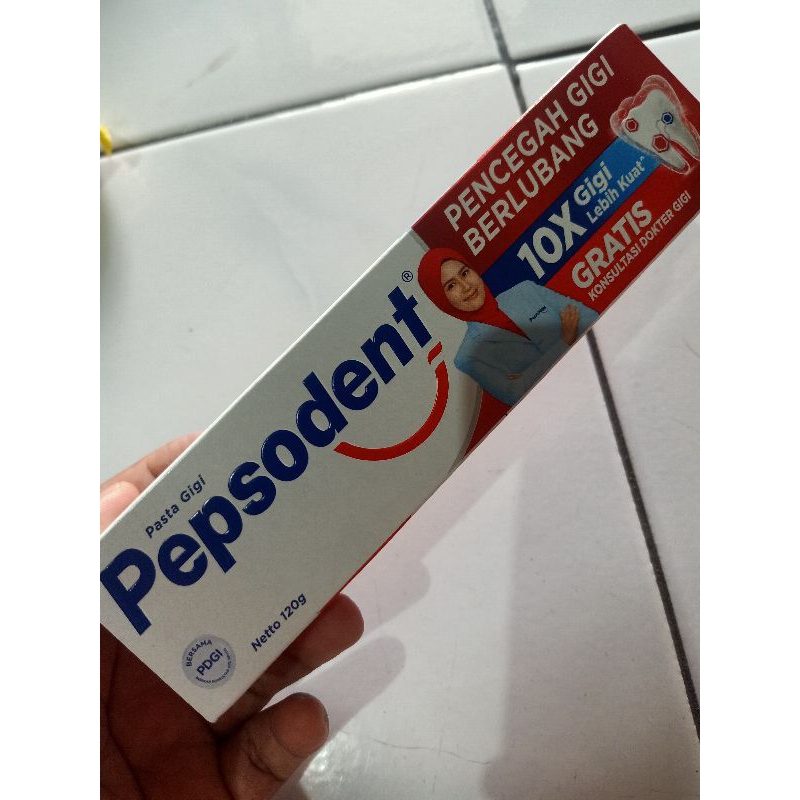 Pasta Gigi
Pepsodent®
Netto 120g
BERSAMA
PDGI
PENCEGAH GIGI
BERLUBANG
10X Gigi
Lebih Kuat^
GRATIS
KONSULTASI DOKTER GIGI